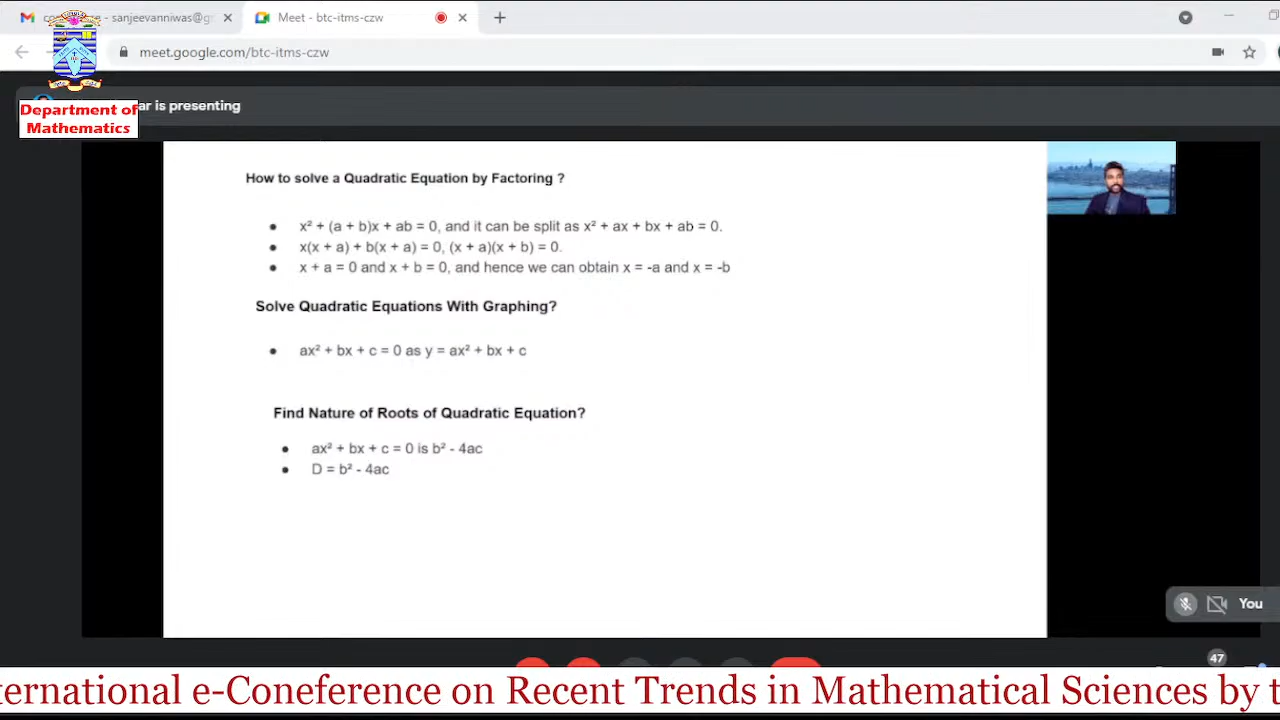 co - sanjeevanniwas@gr
Meet - btc-itms-czw
meet.google.com/btc-itms-czw
ar is presenting
Department of
Mathematics
How to solve a Quadratic Equation by Factoring ?
● x² + (a + b)x + ab = 0, and it can be split as x² + ax + bx + ab = 0.
● x(x + a) + b(x + a) = 0, (x + a)(x + b) = 0.
● x + a = 0 and x + b = 0, and hence we can obtain x = -a and x = -b
Solve Quadratic Equations With Graphing?
● ax² + bx + c = 0 as y = ax² + bx + c
Find Nature of Roots of Quadratic Equation?
● ax² + bx + c = 0 is b² - 4ac
● D = b² - 4ac
You
47
ternational e-Coneference on Recent Trends in Mathematical Sciences by t